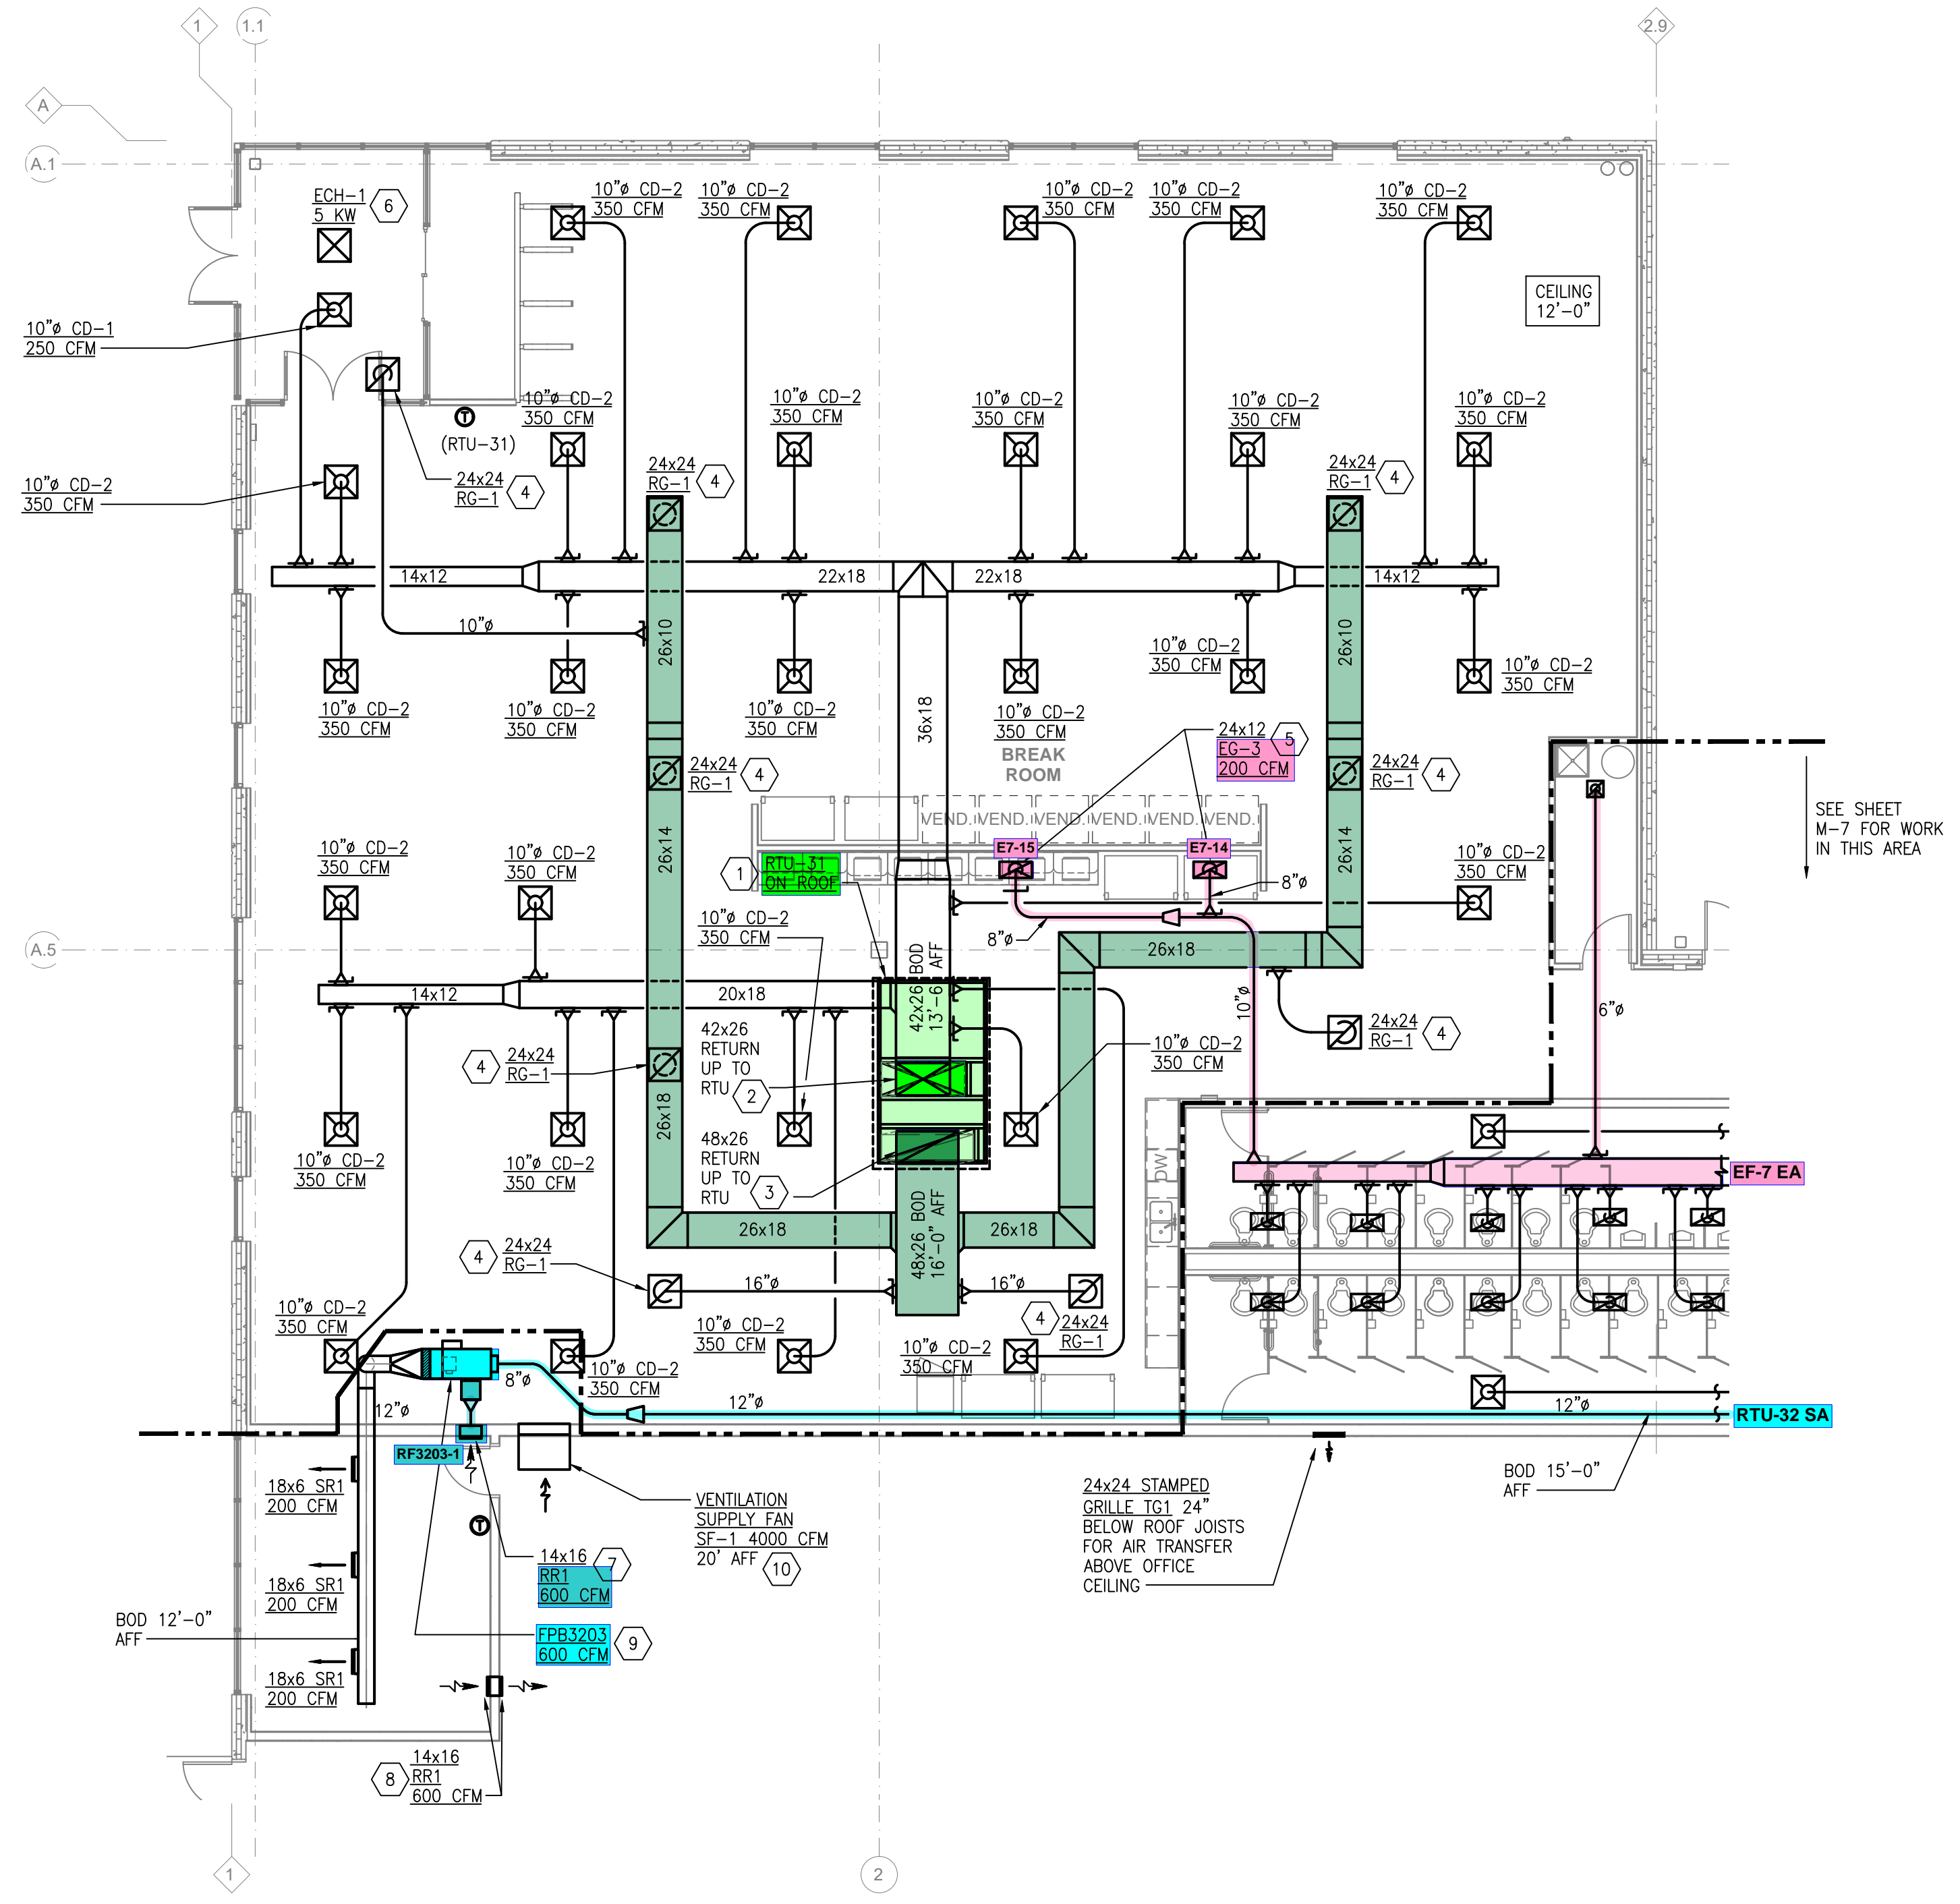 1
1.1
2.9
A
A.1
ECH-1
5 KW
6
10"ø CD-2
350 CFM
10"ø CD-2
350 CFM
10"ø CD-2
350 CFM
10"ø CD-2
350 CFM
10"ø CD-2
350 CFM
CEILING
12'-0"
10"ø CD-1
250 CFM
T
(RTU-31)
10"ø CD-2
350 CFM
10"ø CD-2
350 CFM
10"ø CD-2
350 CFM
10"ø CD-2
350 CFM
10"ø CD-2
350 CFM
10"ø CD-2
350 CFM
24x24
RG-1
4
24x24
RG-1
4
24x24
RG-1
4
14x12
22x18
22x18
14x12
10"ø
26x10
26x10
36x18
10"ø CD-2
350 CFM
10"ø CD-2
350 CFM
10"ø CD-2
350 CFM
10"ø CD-2
350 CFM
10"ø CD-2
350 CFM
10"ø CD-2
350 CFM
BREAK
ROOM
24x12
EG-3
200 CFM
5
24x24
RG-1
4
24x24
RG-1
4
VEND.
VEND.
VEND.
VEND.
VEND.
VEND.
SEE SHEET
M-7 FOR WORK
IN THIS AREA
26x14
26x14
E7-15
E7-14
10"ø CD-2
350 CFM
10"ø CD-2
350 CFM
10"ø CD-2
350 CFM
1
RTU-31
ON ROOF
8"ø
8"ø
10"ø CD-2
350 CFM
A.5
26x18
42x26 BOD
13'-6" AFF
14x12
20x18
10"ø
6"ø
42x26
RETURN
UP TO
RTU
2
24x24
RG-1
4
10"ø CD-2
350 CFM
4
24x24
RG-1
26x18
48x26
RETURN
UP TO
RTU
3
10"ø CD-2
350 CFM
10"ø CD-2
350 CFM
DW
EF-7 EA
26x18
26x18
48x26 BOD
16'-0" AFF
4
24x24
RG-1
16"ø
16"ø
10"ø CD-2
350 CFM
10"ø CD-2
350 CFM
10"ø CD-2
350 CFM
4
24x24
RG-1
10"ø CD-2
350 CFM
8"ø
12"ø
12"ø
12"ø
RTU-32 SA
RF3203-1
18x6 SR1
200 CFM
T
VENTILATION
SUPPLY FAN
SF-1 4000 CFM
20' AFF
10
24x24 STAMPED
GRILLE TG1 24"
BELOW ROOF JOISTS
FOR AIR TRANSFER
ABOVE OFFICE
CEILING
BOD 15'-0"
AFF
14x16
RR1
600 CFM
7
18x6 SR1
200 CFM
BOD 12'-0"
AFF
FPB3203
600 CFM
9
18x6 SR1
200 CFM
8
14x16
RR1
600 CFM
1
2